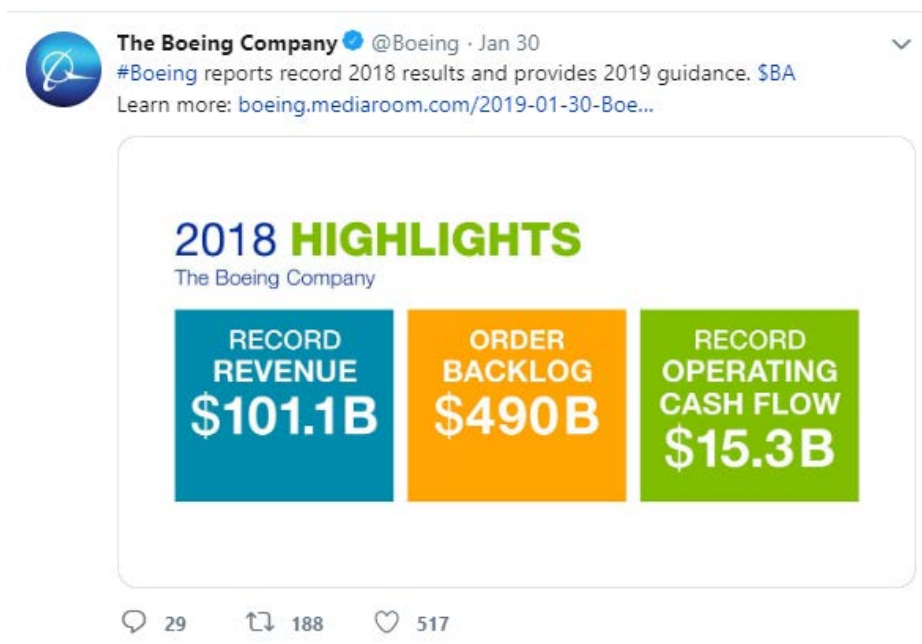 The Boeing Company @Boeing · Jan 30
#Boeing reports record 2018 results and provides 2019 guidance. $BA
Learn more: boeing.mediaroom.com/2019-01-30-Boe...
2018 HIGHLIGHTS
The Boeing Company
RECORD
REVENUE
$101.1B
ORDER
BACKLOG
$490B
RECORD
OPERATING
CASH FLOW
$15.3B
29 188 517